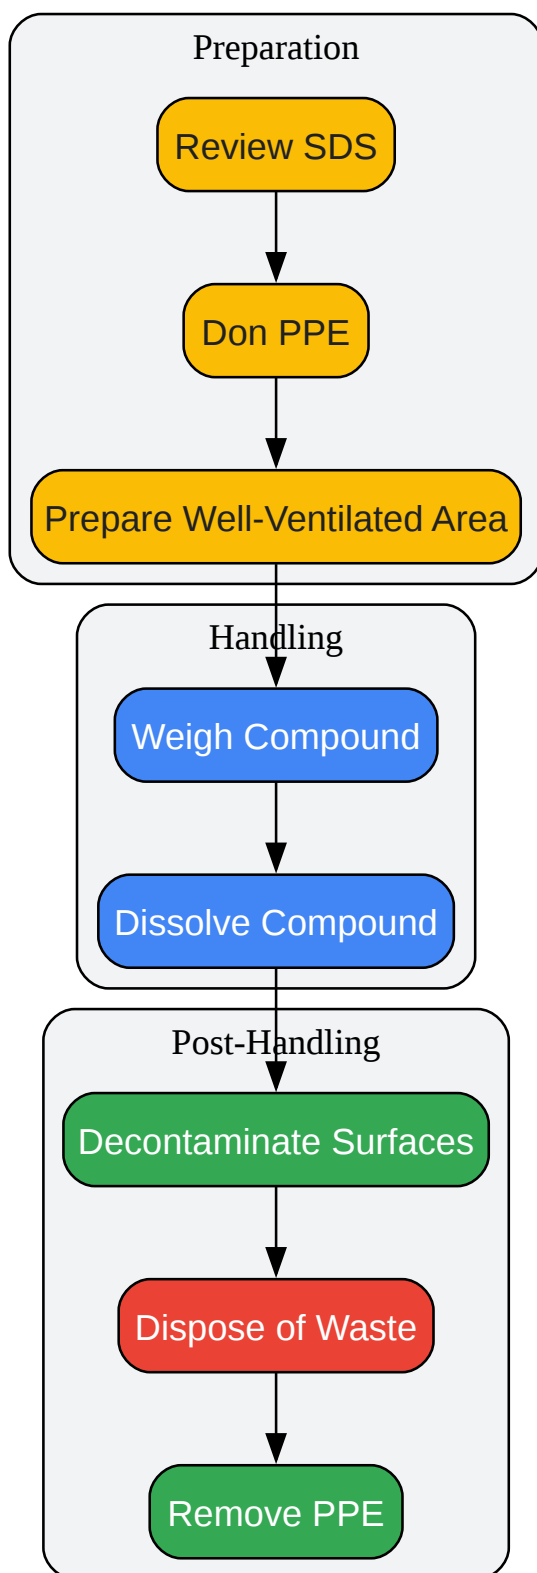 Preparation
Review SDS
Don PPE
Prepare Well-Ventilated Area
Handling
Weigh Compound
Dissolve Compound
Post-Handling
Decontaminate Surfaces
Dispose of Waste
Remove PPE